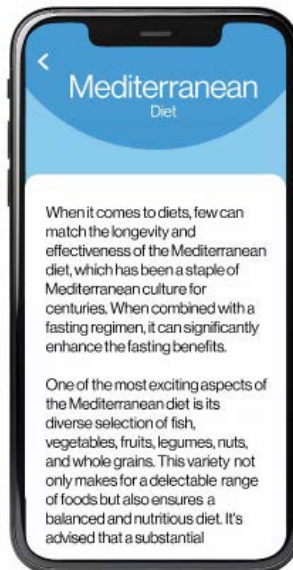 Mediterranean
Diet
When it comes to diets, few can
match the longevity and
effectiveness of the Mediterranean
diet, which has been a staple of
Mediterranean culture for
centuries. When combined with a
fasting regimen, it can significantly
enhance the fasting benefits.
One of the most exciting aspects of
the Mediterranean diet is its
diverse selection of fish,
vegetables, fruits, legumes, nuts,
and whole grains. This variety not
only makes for a delectable range
of foods but also ensures a
balanced and nutritious diet. It's
advised that a substantial